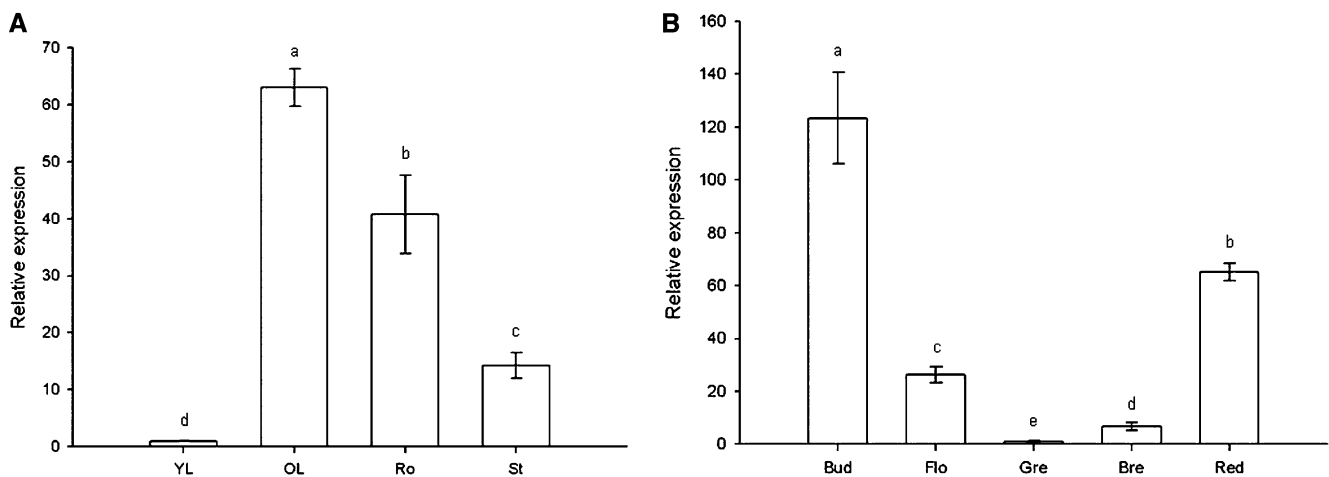 A
B
Relative expression
70
60
50
40
30
20
10
0
a
b
c
d
YL
OL
Ro
St
Relative expression
160
140
120
100
80
60
40
20
0
a
b
c
d
e
Bud
Flo
Gre
Bre
Red